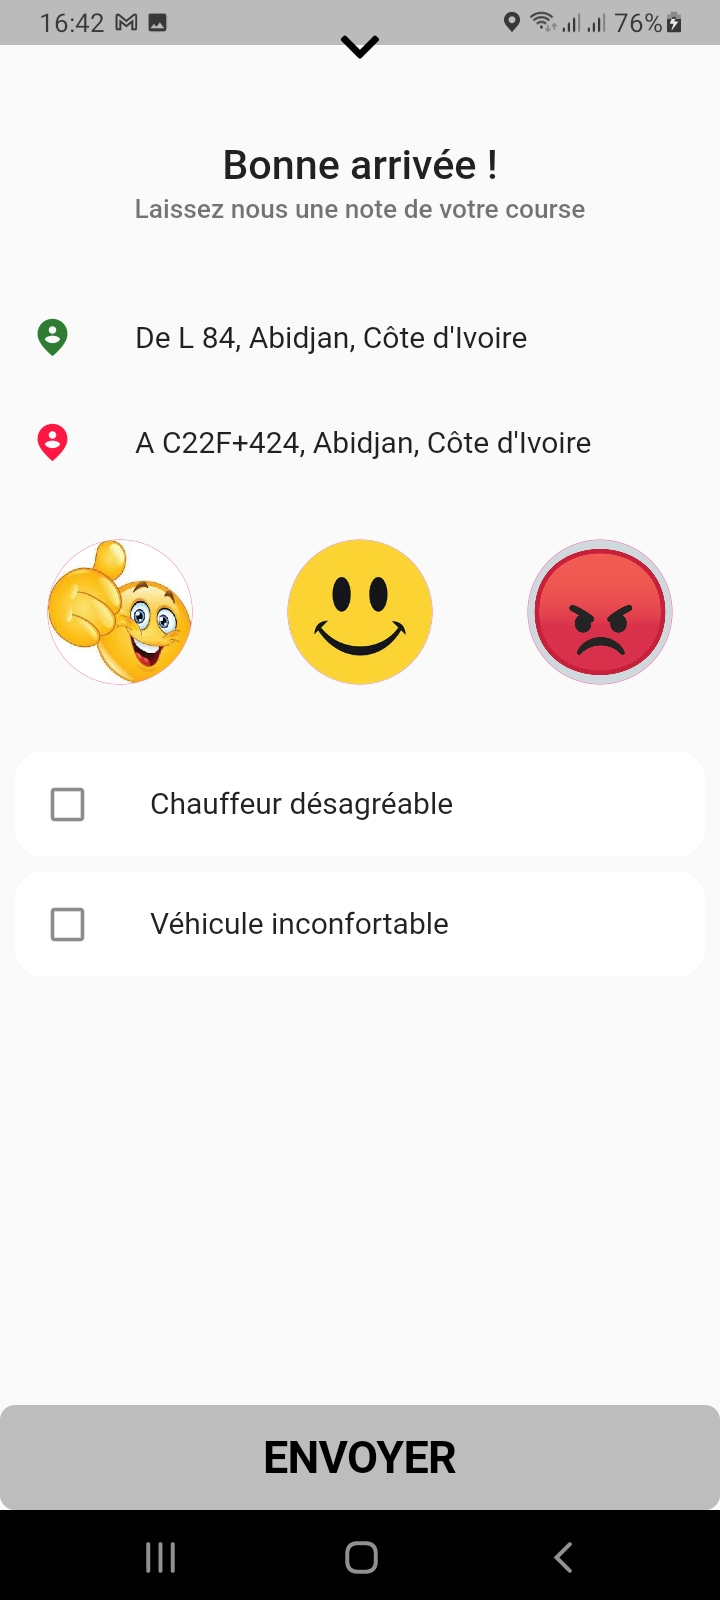 16:42
76%
Bonne arrivée !
Laissez nous une note de votre course
De L 84, Abidjan, Côte d'Ivoire
A C22F+424, Abidjan, Côte d'Ivoire
Chauffeur désagréable
Véhicule inconfortable
ENVOYER